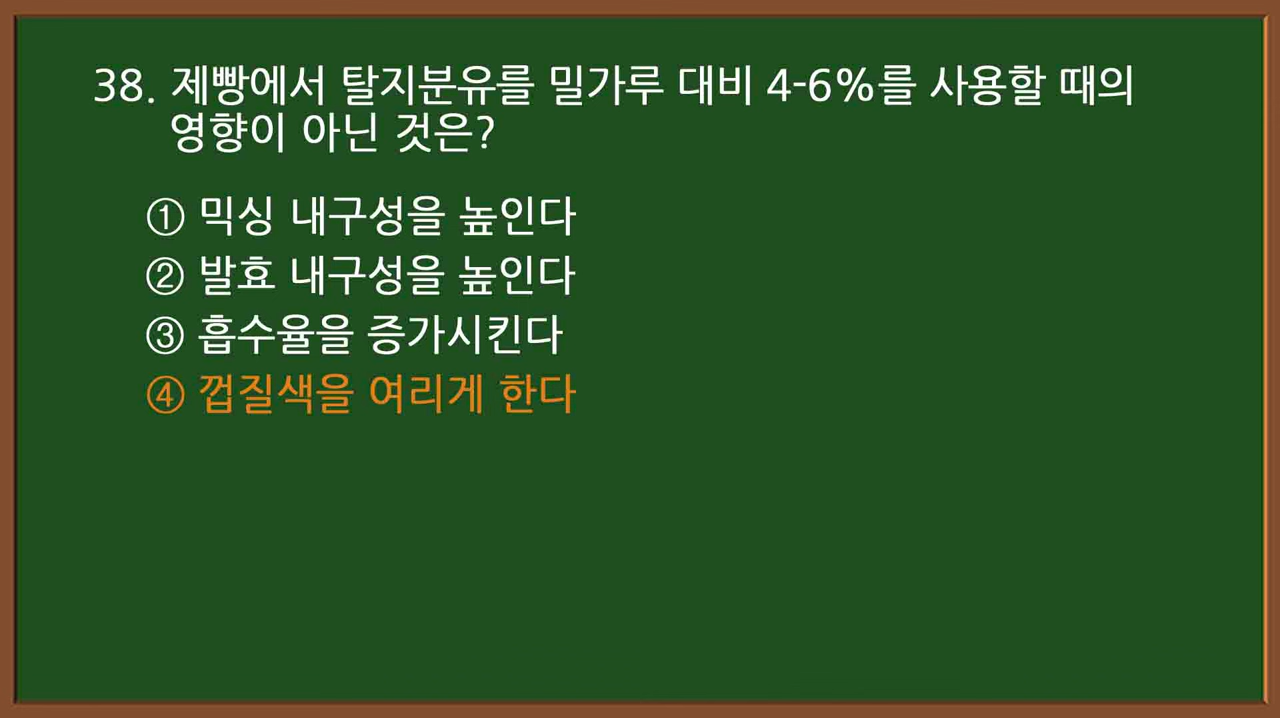 38. 제빵에서 탈지분유를 밀가루 대비 4-6%를 사용할 때의
영향이 아닌 것은?
① 믹싱 내구성을 높인다
② 발효 내구성을 높인다
③ 흡수율을 증가시킨다
④ 껍질색을 여리게 한다